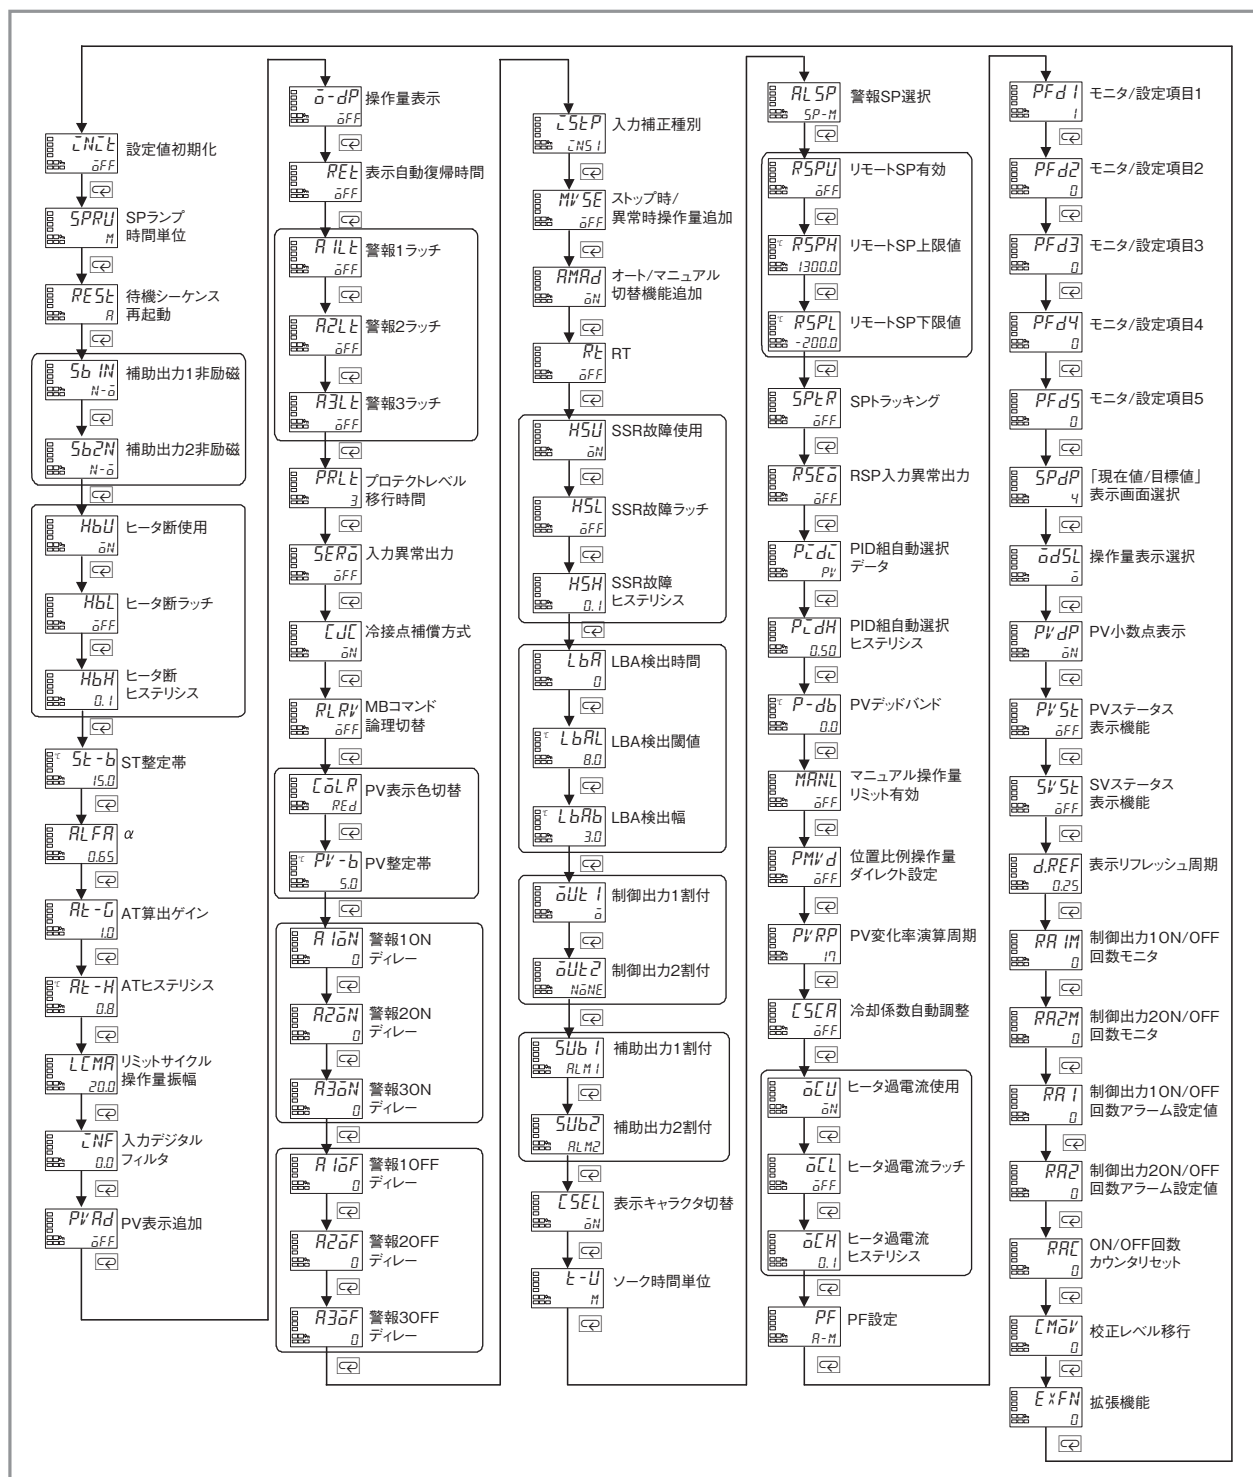 INIT
OFF
設定値初期化
SPRU
M
SPランプ
時間単位
REST
A
待機シーケンス
再起動
Sb1N
N-o
補助出力1非励磁
Sb2N
N-o
補助出力2非励磁
HbU
ON
ヒータ断使用
HbL
OFF
ヒータ断ラッチ
HbH
0.1
ヒータ断
ヒステリシス
℃ St-b
15.0
ST整定帯
ALFA
0.65
α
At-G
1.0
AT算出ゲイン
℃ At-H
0.8
ATヒステリシス
LCMA
20.0
リミットサイクル
操作量振幅
INF
0.0
入力デジタル
フィルタ
PVAd
OFF
PV表示追加
o-dP
OFF
操作量表示
REt
OFF
表示自動復帰時間
A1Lt
OFF
警報1ラッチ
A2Lt
OFF
警報2ラッチ
A3Lt
OFF
警報3ラッチ
PRLt
3
プロテクトレベル
移行時間
SERo
OFF
入力異常出力
CJC
ON
冷接点補償方式
RLRV
OFF
MBコマンド
論理切替
CoLR
REd
PV表示色切替
℃ PV-b
5.0
PV整定帯
A1oN
0
警報1ON
ディレー
A2oN
0
警報2ON
ディレー
A3oN
0
警報3ON
ディレー
A1oF
0
警報1OFF
ディレー
A2oF
0
警報2OFF
ディレー
A3oF
0
警報3OFF
ディレー
iStP
iNS1
入力補正種別
MVSE
OFF
ストップ時/
異常時操作量追加
AMAd
ON
オート/マニュアル
切替機能追加
Rt
OFF
RT
HSU
ON
SSR故障使用
HSL
OFF
SSR故障ラッチ
HSH
0.1
SSR故障
ヒステリシス
LbA
0
LBA検出時間
℃ LbAL
8.0
LBA検出閾値
℃ LbAb
3.0
LBA検出幅
oUt1
o
制御出力1割付
oUt2
NoNE
制御出力2割付
SUb1
ALM1
補助出力1割付
SUb2
ALM2
補助出力2割付
CSEL
ON
表示キャラクタ切替
t-U
M
ソーク時間単位
ALSP
SP-M
警報SP選択
RSPU
OFF
リモートSP有効
℃ RSPH
1300.0
リモートSP上限値
℃ RSPL
-200.0
リモートSP下限値
SPtR
OFF
SPトラッキング
RSEo
OFF
RSP入力異常出力
Pidi
PV
PID組自動選択
データ
PidH
0.50
PID組自動選択
ヒステリシス
℃ P-db
0.0
PVデッドバンド
MANL
OFF
マニュアル操作量
リミット有効
PMVd
OFF
位置比例操作量
ダイレクト設定
PVRP
17
PV変化率演算周期
CSCA
OFF
冷却係数自動調整
oCU
ON
ヒータ過電流使用
oCL
OFF
ヒータ過電流ラッチ
oCH
0.1
ヒータ過電流
ヒステリシス
PF
A-M
PF設定
PFd1
1
モニタ/設定項目1
PFd2
0
モニタ/設定項目2
PFd3
0
モニタ/設定項目3
PFd4
0
モニタ/設定項目4
PFd5
0
モニタ/設定項目5
SPdP
4
「現在値/目標値」
表示画面選択
odSL
o
操作量表示選択
PVdP
ON
PV小数点表示
PVSt
OFF
PVステータス
表示機能
SVSt
OFF
SVステータス
表示機能
d.REF
0.25
表示リフレッシュ周期
RA1M
0
制御出力1ON/OFF
回数モニタ
RA2M
0
制御出力2ON/OFF
回数モニタ
RA1
0
制御出力1ON/OFF
回数アラーム設定値
RA2
0
制御出力2ON/OFF
回数アラーム設定値
RAC
0
ON/OFF回数
カウンタリセット
CMoV
0
校正レベル移行
ExFN
0
拡張機能